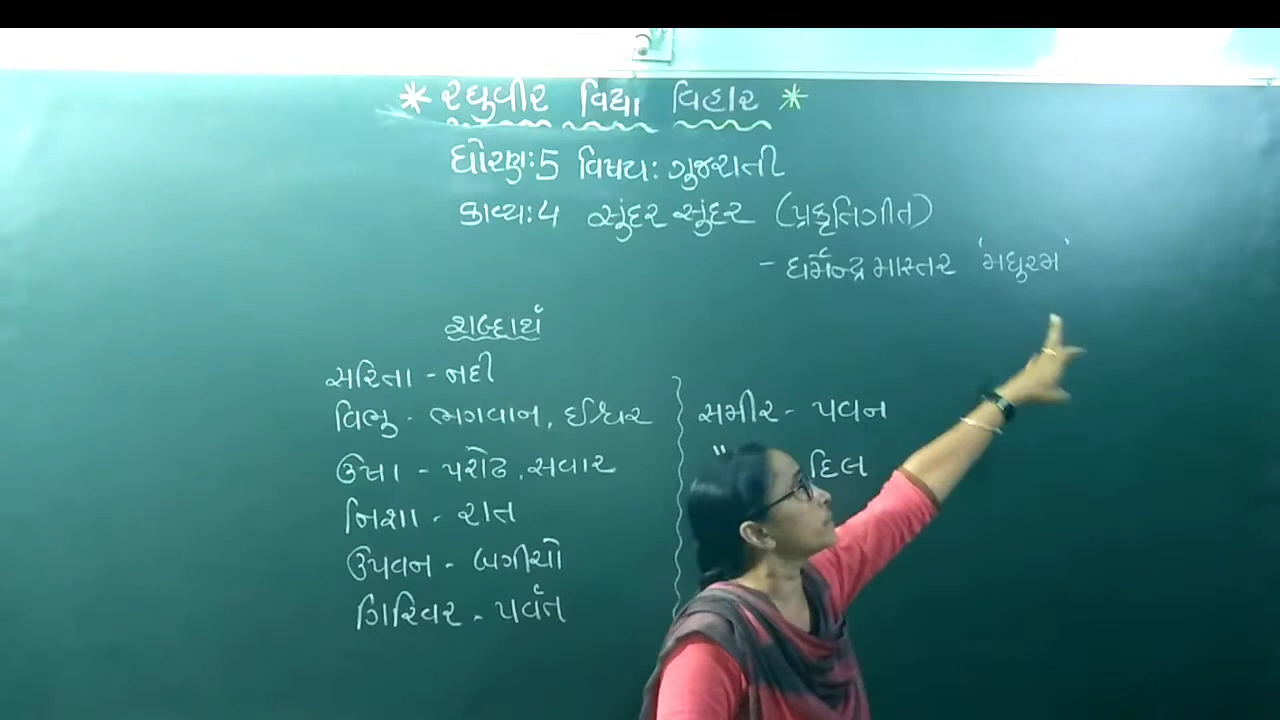 * રઘુવીર વિદ્યા વિહાર *
ધોરણ:5 વિષય: ગુજરાતી
કાવ્ય:4 સુંદર સુંદર (પ્રકૃતિગીત)
- ધર્મેન્દ્ર માસ્તર 'મધુરમ'
શબ્દાર્થ
સરિતા - નદી
વિભુ - ભગવાન, ઈશ્વર
ઉષા - પરોઢ, સવાર
નિશા - રાત
ઉપવન - બગીચો
ગિરિવર - પર્વત
સમીર - પવન
દિલ